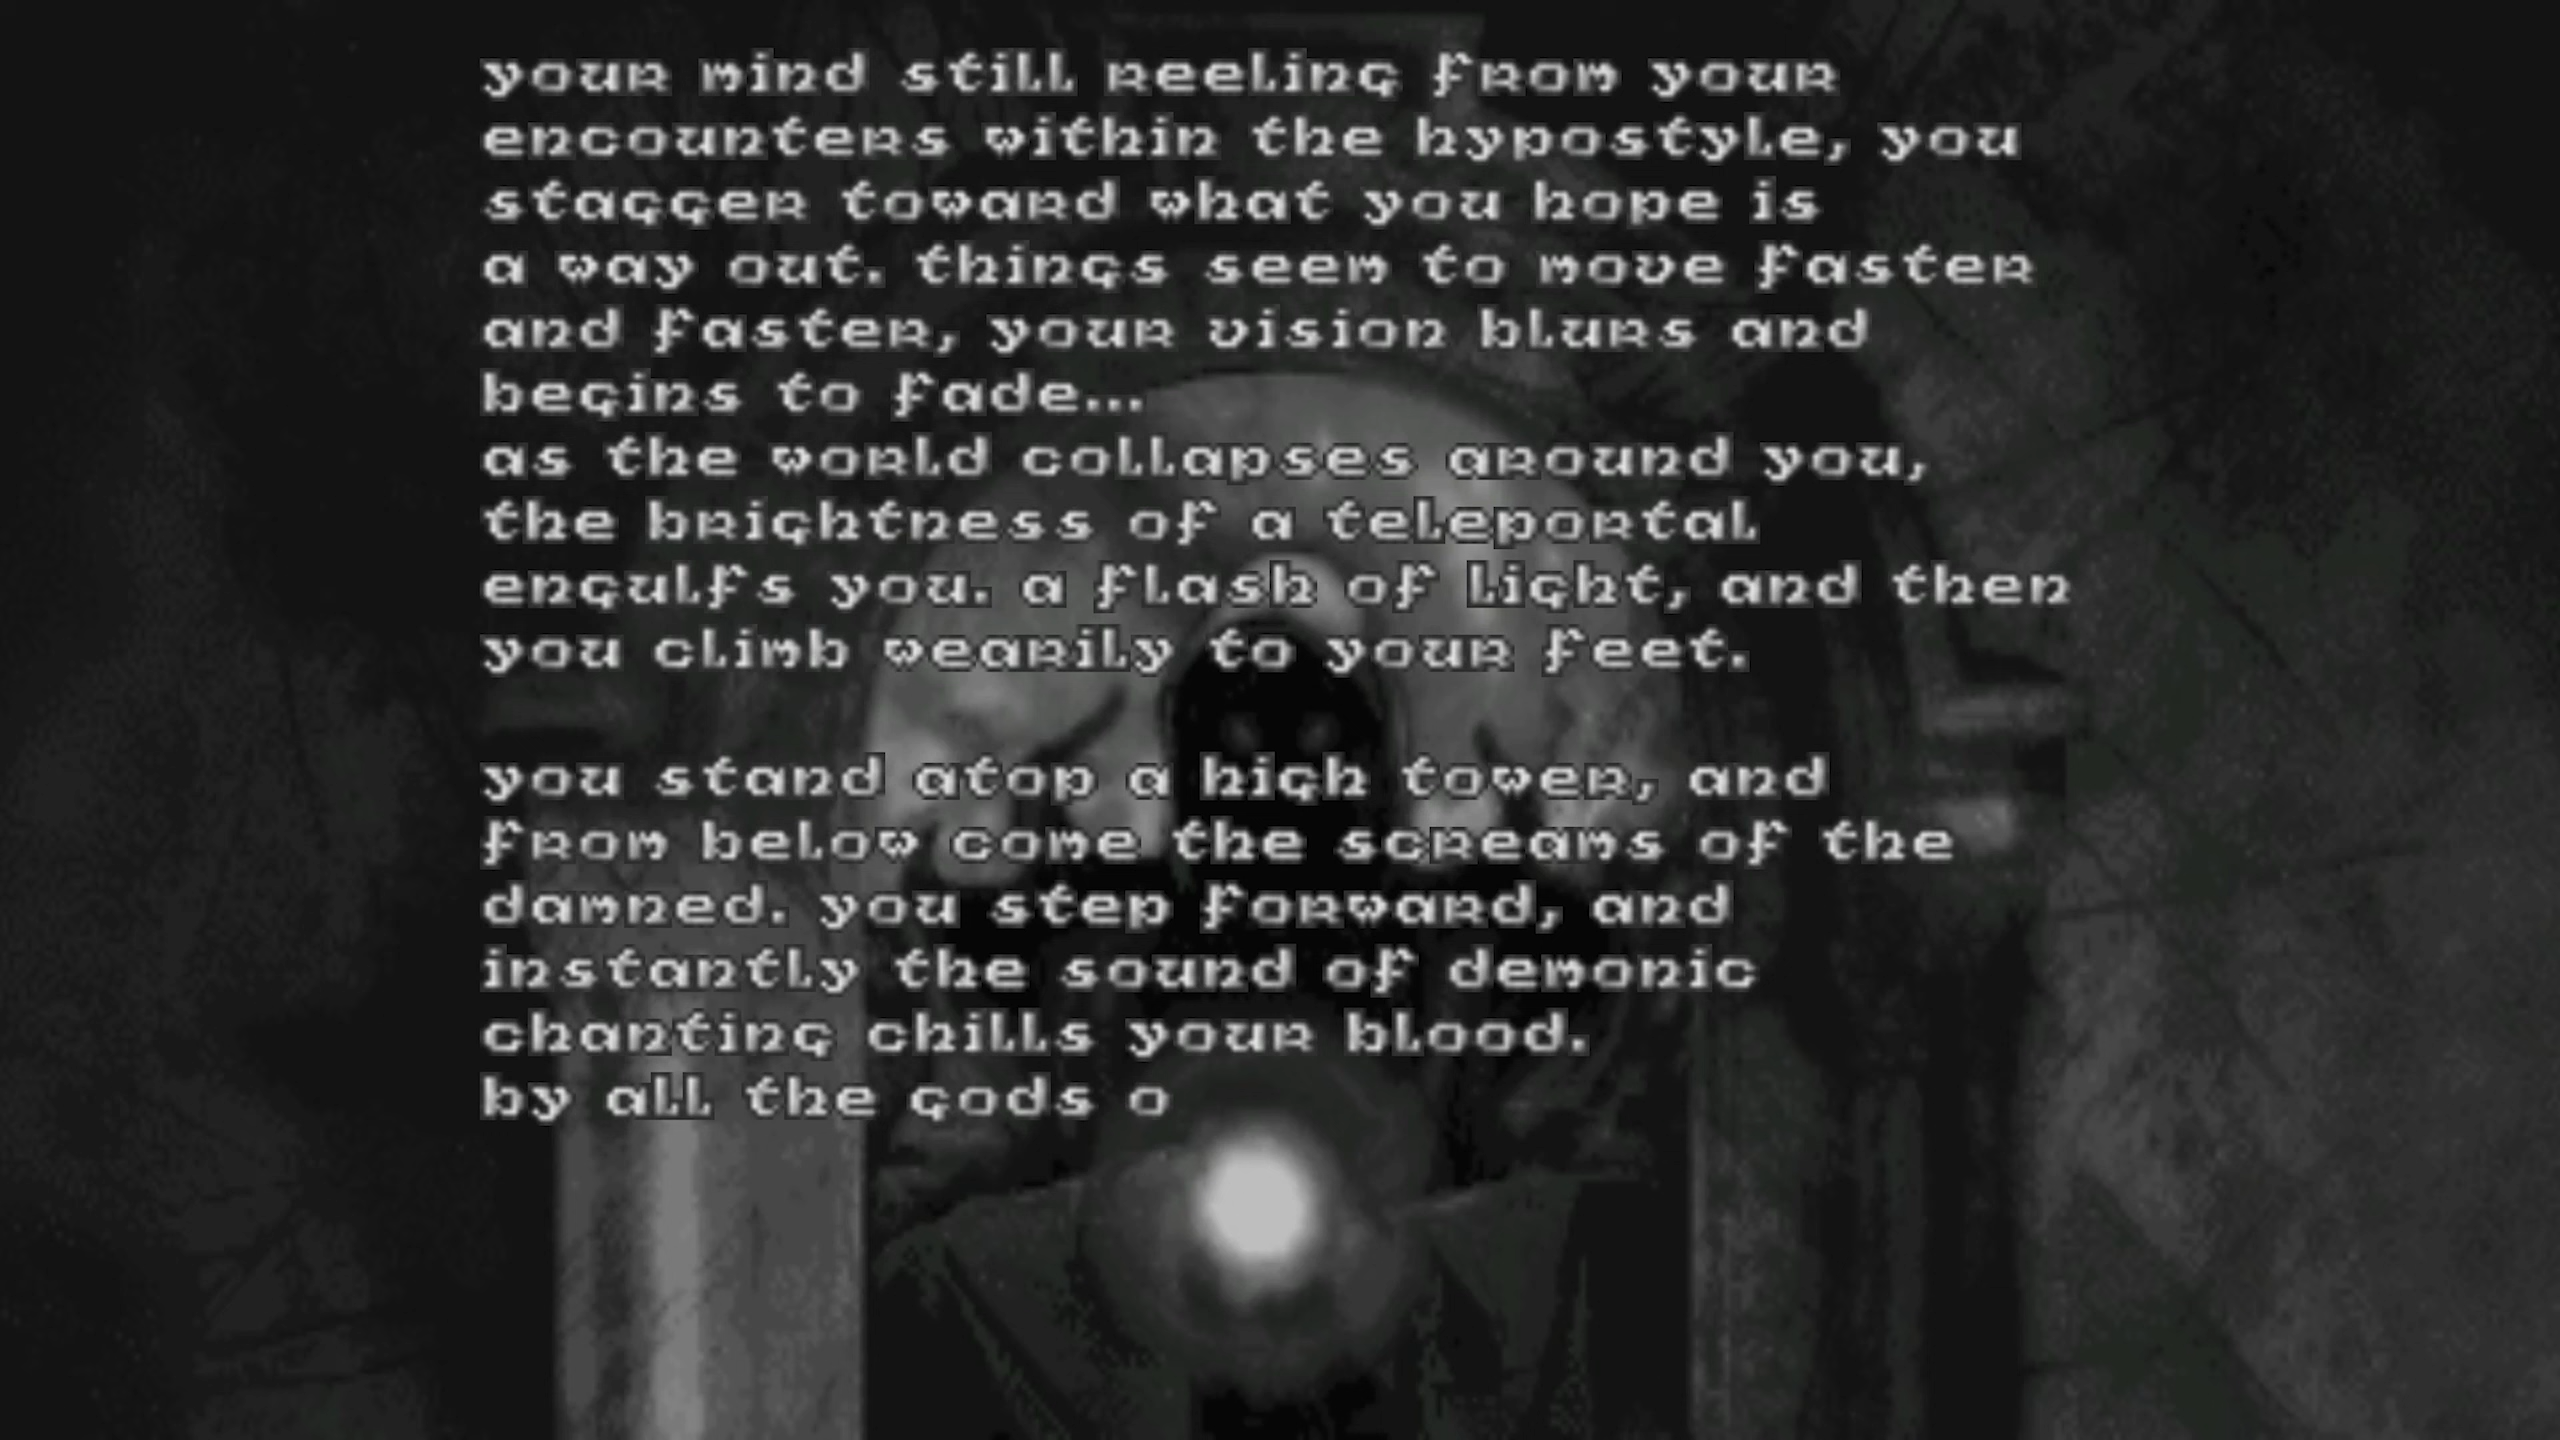 your mind still reeling from your
encounters within the hypostyle, you
stagger toward what you hope is
a way out. things seem to move faster
and faster, your vision blurs and
begins to fade...
as the world collapses around you,
the brightness of a teleportal
engulfs you. a flash of light, and then
you climb wearily to your feet.
you stand atop a high tower, and
from below come the screams of the
damned. you step forward, and
instantly the sound of demonic
chanting chills your blood.
by all the gods o